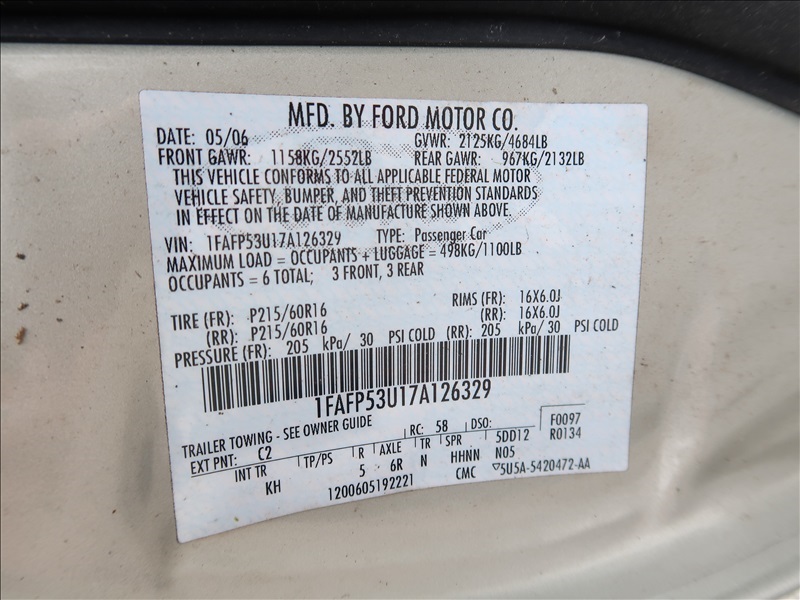 MFD. BY FORD MOTOR CO.
DATE: 05/06 GVWR: 2125KG/4684LB
FRONT GAWR: 1158KG/2552LB REAR GAWR: 967KG/2132LB
THIS VEHICLE CONFORMS TO ALL APPLICABLE FEDERAL MOTOR
VEHICLE SAFETY, BUMPER, AND THEFT PREVENTION STANDARDS
IN EFFECT ON THE DATE OF MANUFACTURE SHOWN ABOVE.
VIN: 1FAFP53U17A126329 TYPE: Passenger Car
MAXIMUM LOAD = OCCUPANTS + LUGGAGE = 498KG/1100LB
OCCUPANTS = 6 TOTAL; 3 FRONT, 3 REAR
TIRE (FR): P215/60R16 RIMS (FR): 16X6.0J
(RR): P215/60R16 (RR): 16X6.0J
PRESSURE (FR): 205 kPa/ 30 PSI COLD (RR): 205 kPa/ 30 PSI COLD
1FAFP53U17A126329
TRAILER TOWING - SEE OWNER GUIDE RC: 58 DSO: F0097
EXT PNT: C2 R AXLE TR SPR 5DD12 R0134
INT TR TP/PS 5 6R N HHNN N05
KH 1200605192221 CMC ▽5U5A-5420472-AA